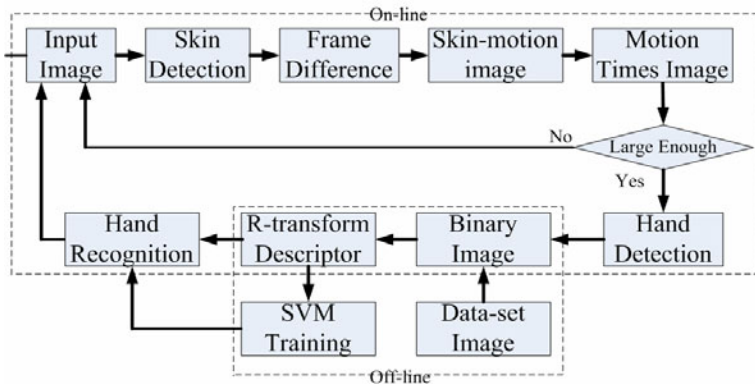 On-line
Input
Image
Skin
Detection
Frame
Difference
Skin-motion
image
Motion
Times Image
No
Large Enough
Yes
Hand
Recognition
R-transform
Descriptor
Binary
Image
Hand
Detection
SVM
Training
Data-set
Image
Off-line